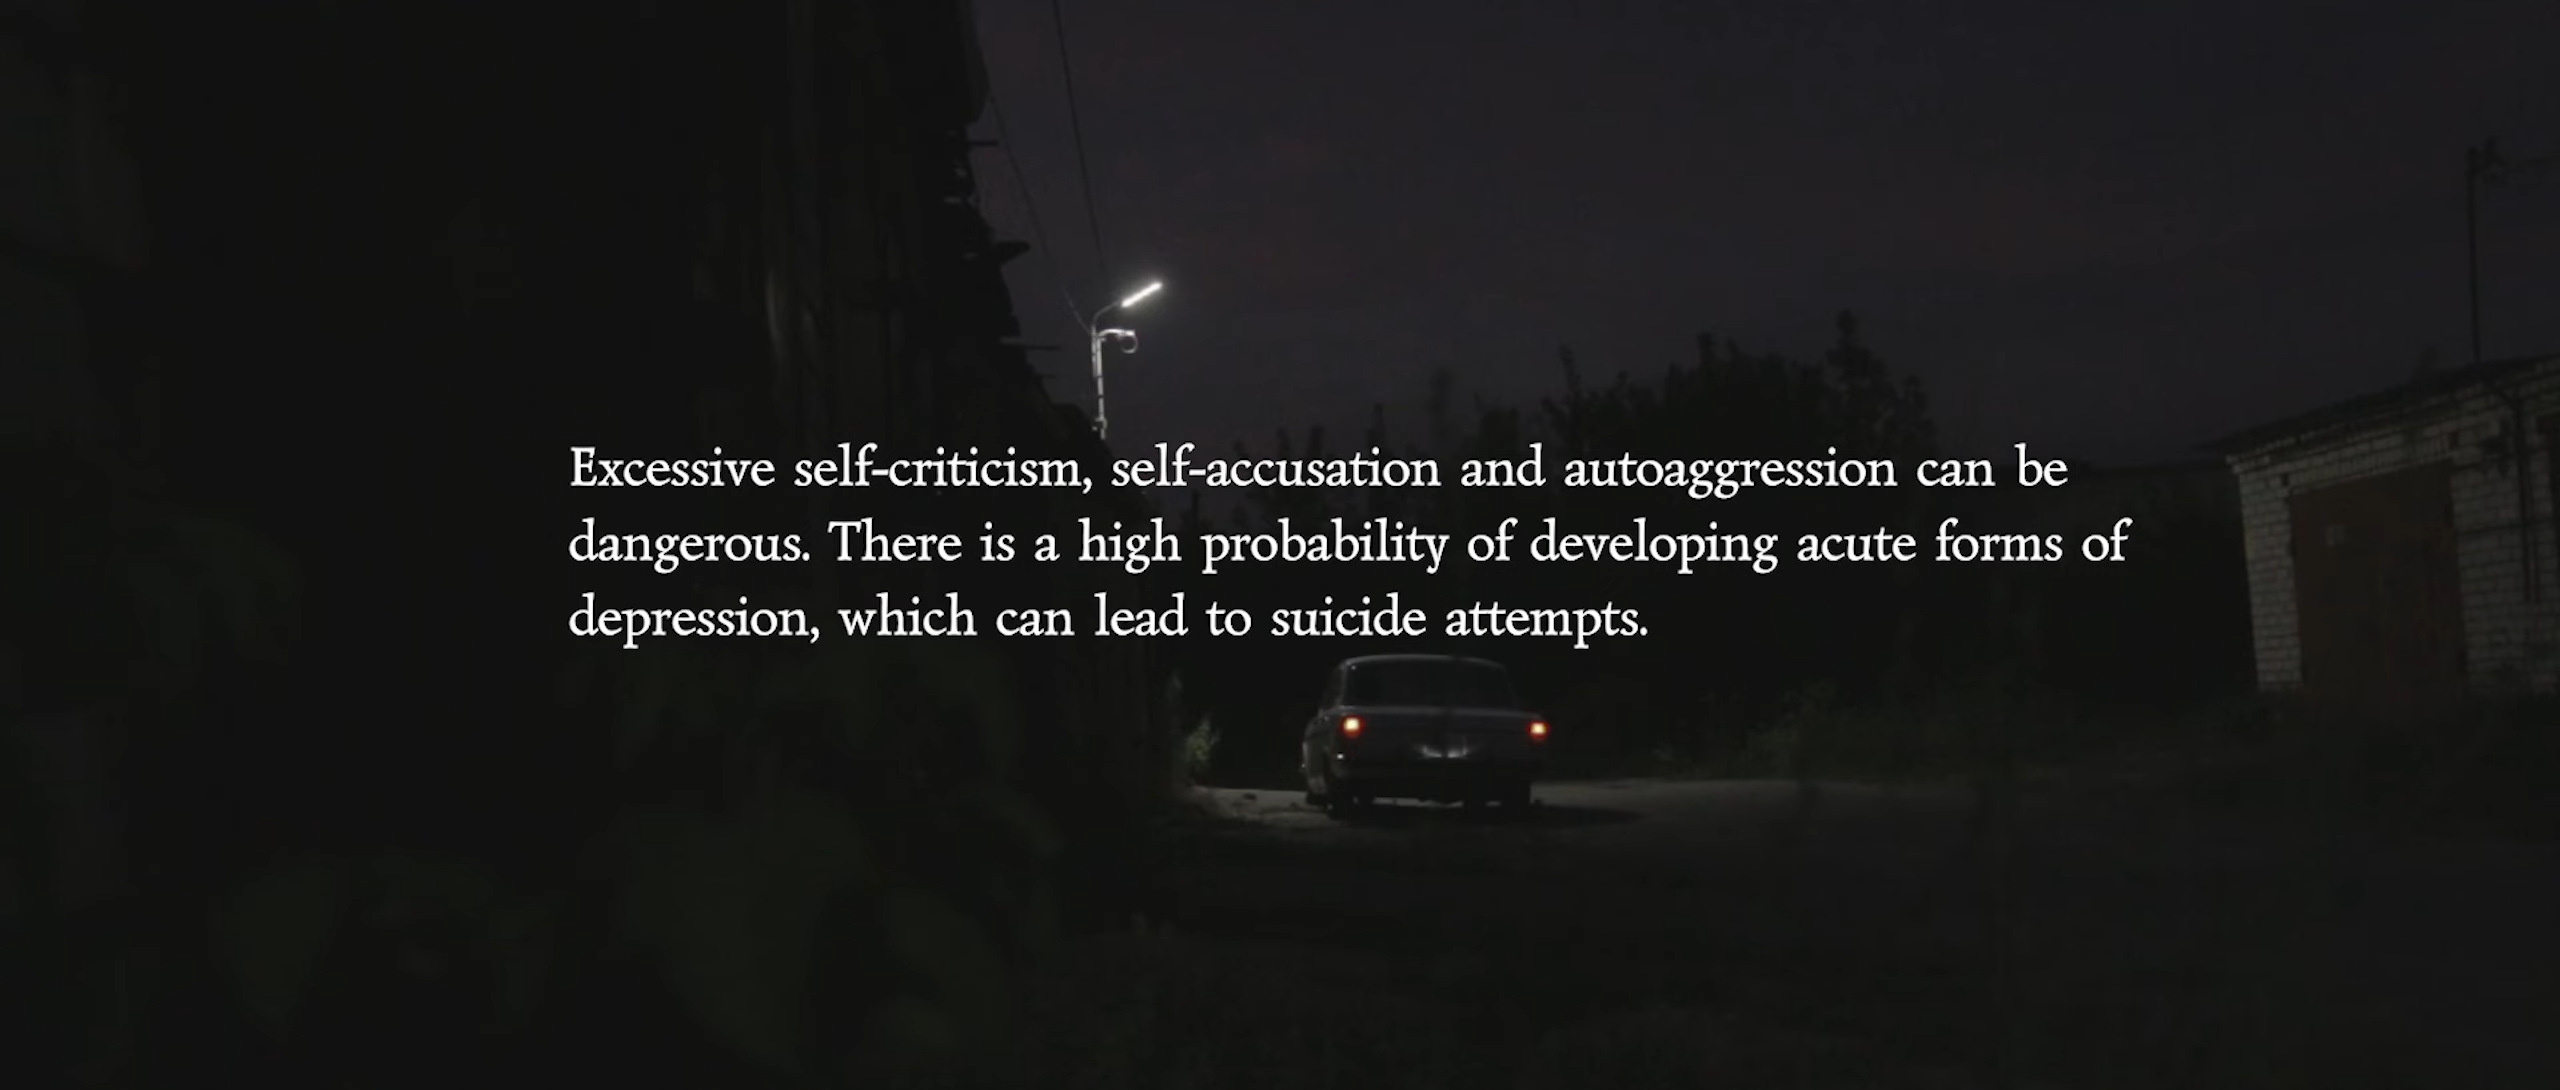 Excessive self-criticism, self-accusation and autoaggression can be
dangerous. There is a high probability of developing acute forms of
depression, which can lead to suicide attempts.